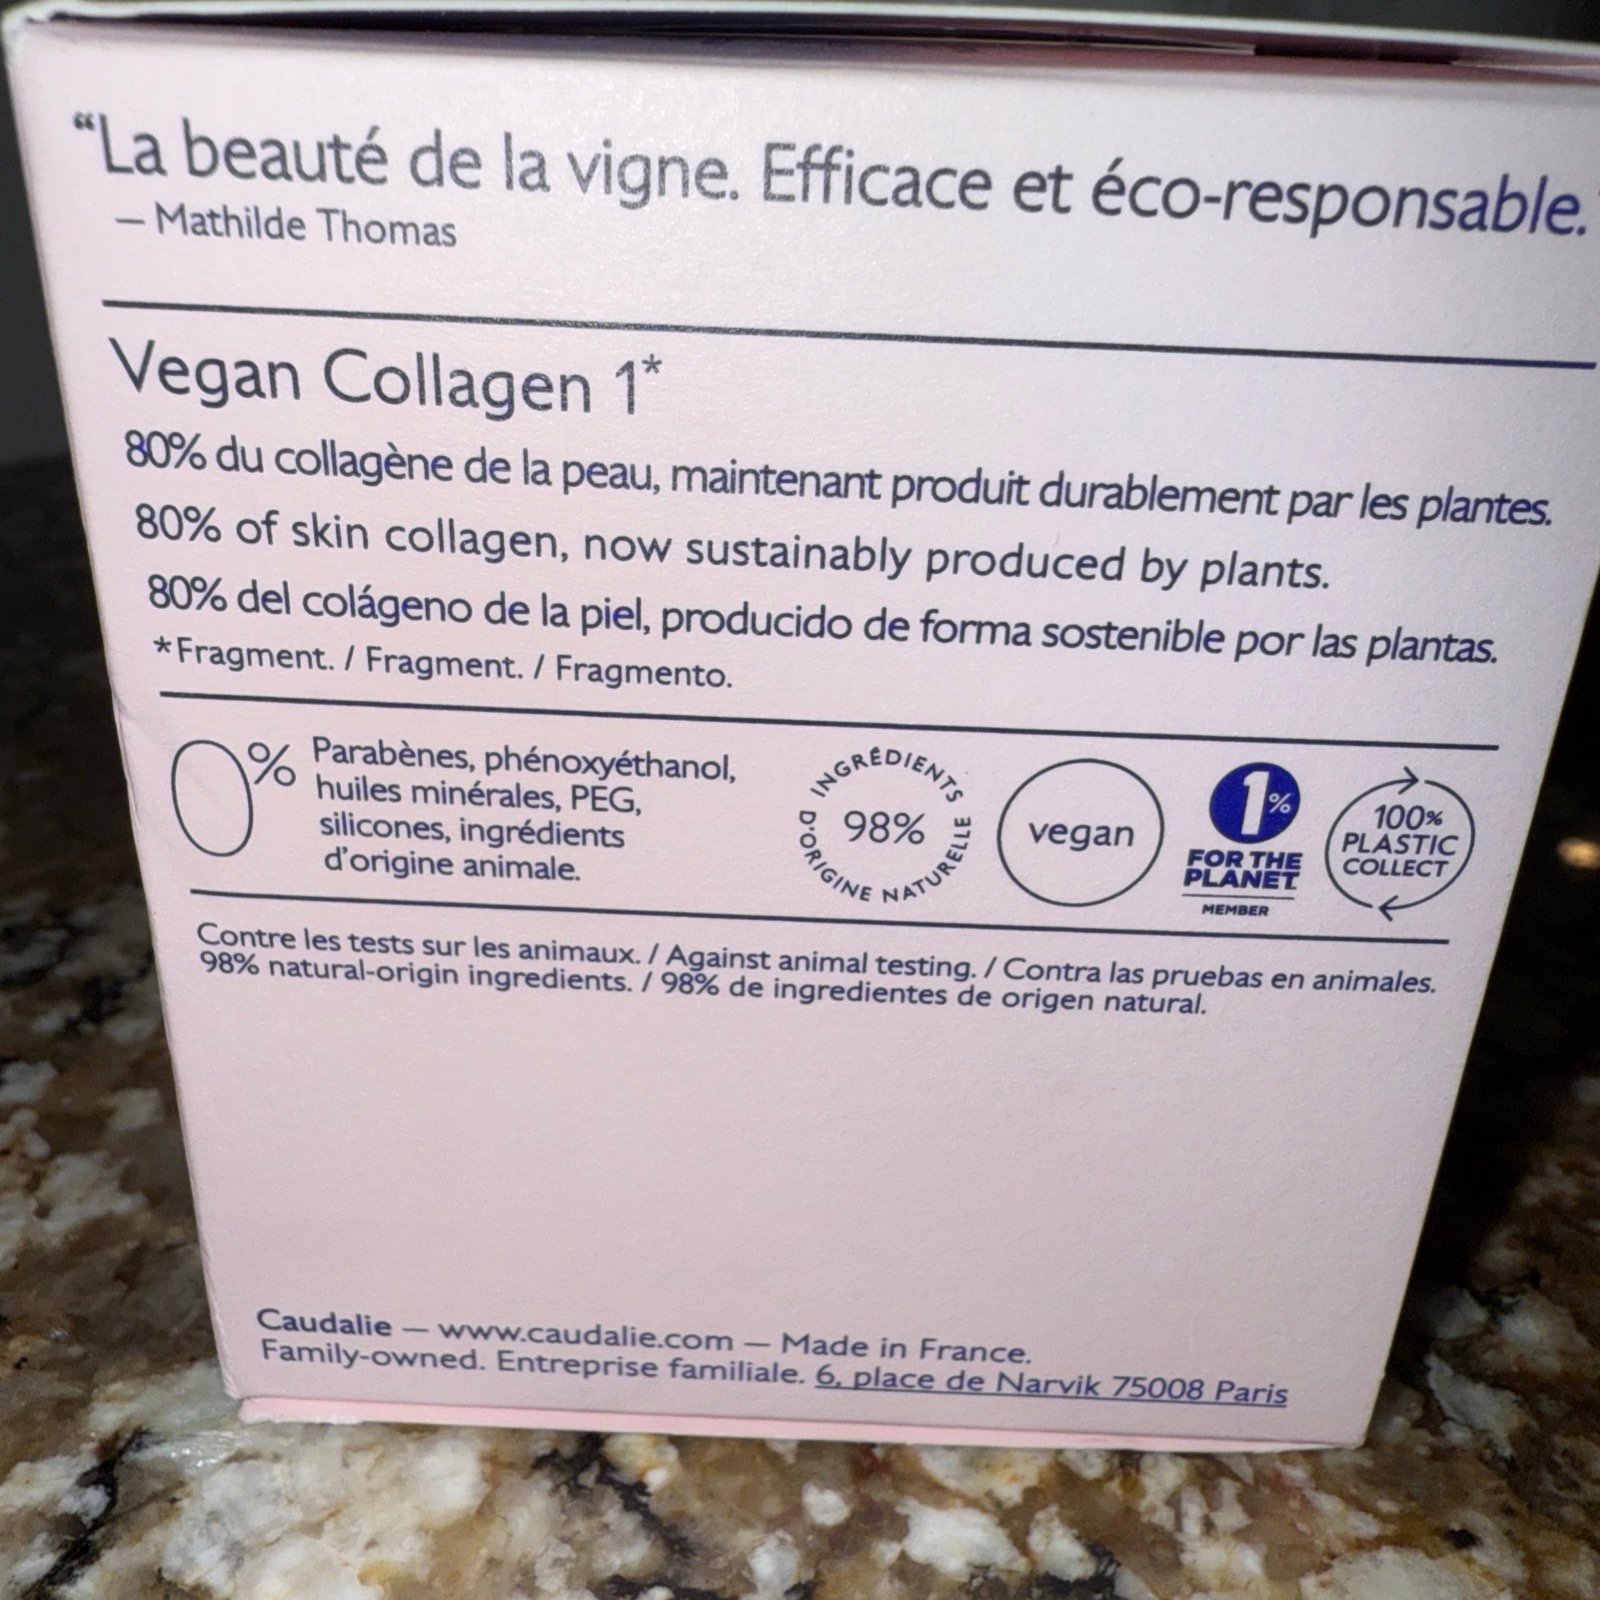 “La beauté de la vigne. Efficace et éco-responsable.
— Mathilde Thomas
Vegan Collagen 1*
80% du collagène de la peau, maintenant produit durablement par les plantes.
80% of skin collagen, now sustainably produced by plants.
80% del colágeno de la piel, producido de forma sostenible por las plantas.
*Fragment. / Fragment. / Fragmento.
0% Parabènes, phénoxyéthanol,
huiles minérales, PEG,
silicones, ingrédients
d'origine animale.
98%
INGRÉDIENTS D'ORIGINE NATURELLE
vegan
1%
FOR THE
PLANET
MEMBER
100%
PLASTIC
COLLECT
Contre les tests sur les animaux. / Against animal testing. / Contra las pruebas en animales.
98% natural-origin ingredients. / 98% de ingredientes de origen natural.
Caudalie — www.caudalie.com — Made in France.
Family-owned. Entreprise familiale. 6, place de Narvik 75008 Paris